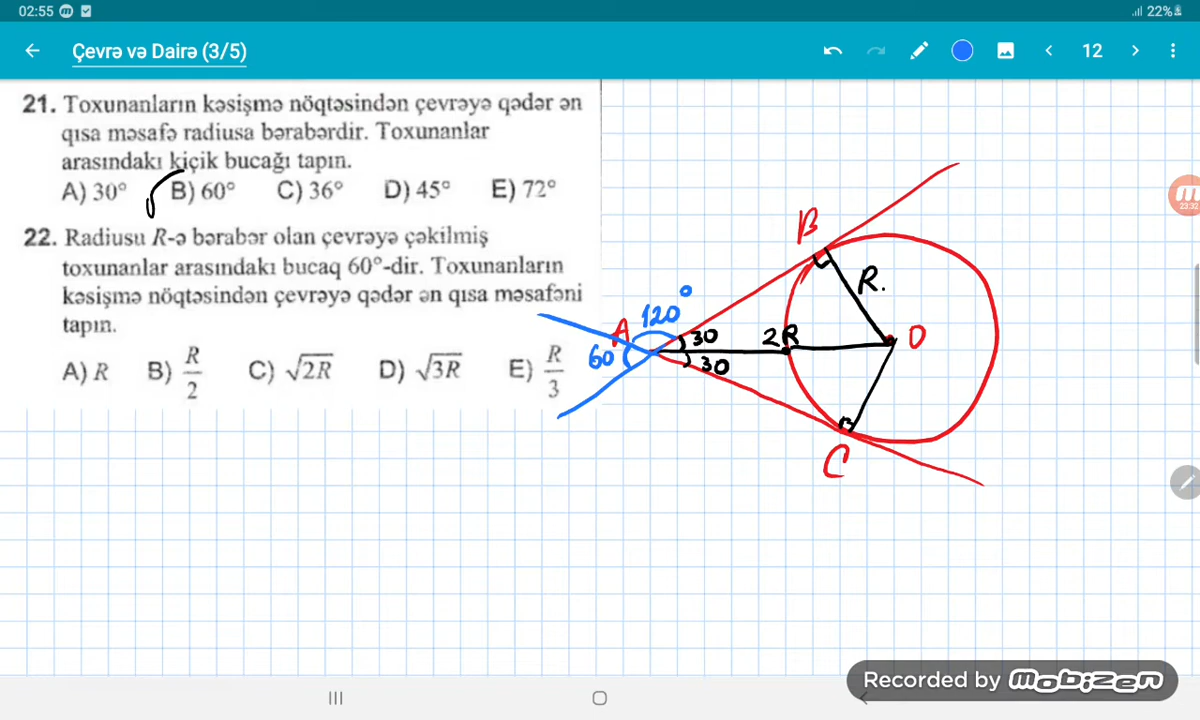 02:55
22%
Çevrə və Dairə (3/5)
12
21. Toxunanların kəsişmə nöqtəsindən çevrəyə qədər ən
qısa məsafə radiusa bərabərdir. Toxunanlar
arasındakı kiçik bucağı tapın.
A) 30° B) 60° C) 36° D) 45° E) 72°
22. Radiusu R-ə bərabər olan çevrəyə çəkilmiş
toxunanlar arasındakı bucaq 60°-dir. Toxunanların
kəsişmə nöqtəsindən çevrəyə qədər ən qısa məsafəni
tapın.
A) R B) R/2 C) √2R D) √3R E) R/3
B
R.
120°
A
30
2R
O
60
30
C
23:32
Recorded by mobizen